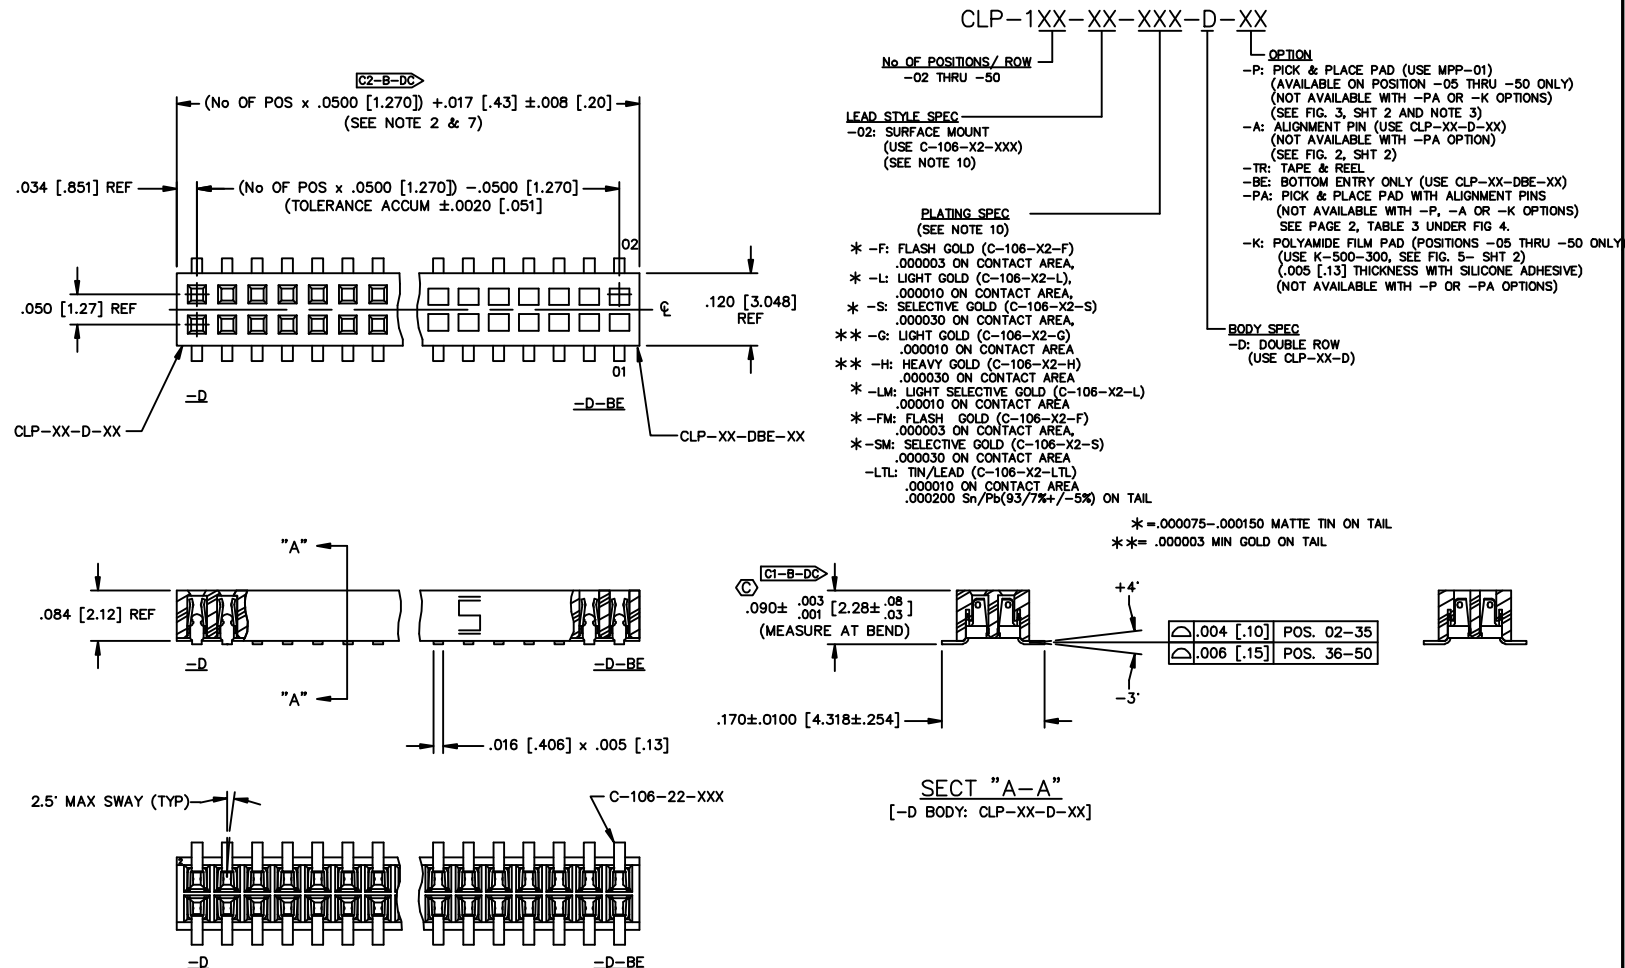 CLP-1XX-XX-XXX-D-XX
No OF POSITIONS/ ROW
-02 THRU -50
LEAD STYLE SPEC
-02: SURFACE MOUNT
(USE C-106-X2-XXX)
(SEE NOTE 10)
PLATING SPEC
(SEE NOTE 10)
* -F: FLASH GOLD (C-106-X2-F)
.000003 ON CONTACT AREA,
* -L: LIGHT GOLD (C-106-X2-L),
.000010 ON CONTACT AREA,
* -S: SELECTIVE GOLD (C-106-X2-S)
.000030 ON CONTACT AREA,
** -G: LIGHT GOLD (C-106-X2-G)
.000010 ON CONTACT AREA
** -H: HEAVY GOLD (C-106-X2-H)
.000030 ON CONTACT AREA
* -LM: LIGHT SELECTIVE GOLD (C-106-X2-L)
.000010 ON CONTACT AREA
* -FM: FLASH GOLD (C-106-X2-F)
.000003 ON CONTACT AREA,
* -SM: SELECTIVE GOLD (C-106-X2-S)
.000030 ON CONTACT AREA
-LTL: TIN/LEAD (C-106-X2-LTL)
.000010 ON CONTACT AREA
.000200 Sn/Pb(93/7%+/-5%) ON TAIL
* =.000075-.000150 MATTE TIN ON TAIL
**= .000003 MIN GOLD ON TAIL
OPTION
-P: PICK & PLACE PAD (USE MPP-01)
(AVAILABLE ON POSITION -05 THRU -50 ONLY)
(NOT AVAILABLE WITH -PA OR -K OPTIONS)
(SEE FIG. 3, SHT 2 AND NOTE 3)
-A: ALIGNMENT PIN (USE CLP-XX-D-XX)
(NOT AVAILABLE WITH -PA OPTION)
(SEE FIG. 2, SHT 2)
-TR: TAPE & REEL
-BE: BOTTOM ENTRY ONLY (USE CLP-XX-DBE-XX)
-PA: PICK & PLACE PAD WITH ALIGNMENT PINS
(NOT AVAILABLE WITH -P, -A OR -K OPTIONS)
SEE PAGE 2, TABLE 3 UNDER FIG 4.
-K: POLYAMIDE FILM PAD (POSITIONS -05 THRU -50 ONLY
(USE K-500-300, SEE FIG. 5- SHT 2)
(.005 [.13] THICKNESS WITH SILICONE ADHESIVE)
(NOT AVAILABLE WITH -P OR -PA OPTIONS)
BODY SPEC
-D: DOUBLE ROW
(USE CLP-XX-D)
C2-B-DC
(No OF POS x .0500 [1.270]) +.017 [.43] ±.008 [.20]
(SEE NOTE 2 & 7)
.034 [.851] REF
(No OF POS x .0500 [1.270]) -.0500 [1.270]
(TOLERANCE ACCUM ±.0020 [.051]
02
.050 [1.27] REF
℄
.120 [3.048]
REF
01
-D
-D-BE
CLP-XX-D-XX
CLP-XX-DBE-XX
"A"
.084 [2.12] REF
-D
-D-BE
"A"
.016 [.406] x .005 [.13]
C
C1-B-DC
.090± .003 .001 [2.28± .08 .03]
(MEASURE AT BEND)
+4°
.004 [.10] POS. 02-35
.006 [.15] POS. 36-50
-3°
.170±.0100 [4.318±.254]
SECT "A-A"
[-D BODY: CLP-XX-D-XX]
2.5° MAX SWAY (TYP)
C-106-22-XXX
2
-D
-D-BE